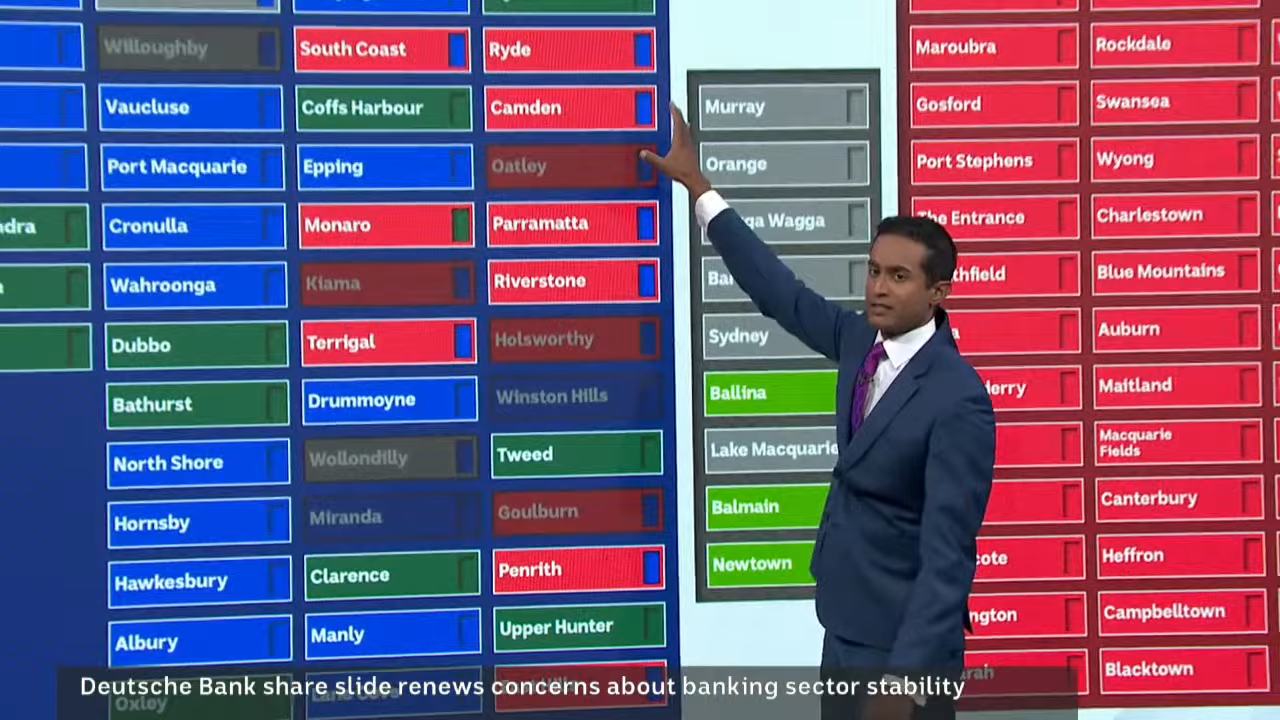 Willoughby
Vaucluse
Port Macquarie
Cronulla
Wahroonga
Dubbo
Bathurst
North Shore
Hornsby
Hawkesbury
Albury
Oxley
South Coast
Coffs Harbour
Epping
Monaro
Kiama
Terrigal
Drummoyne
Wollondilly
Miranda
Clarence
Manly
Lane Cove
Ryde
Camden
Oatley
Parramatta
Riverstone
Holsworthy
Winston Hills
Tweed
Goulburn
Penrith
Upper Hunter
Murray
Orange
Wagga
Sydney
Ballina
Lake Macquarie
Balmain
Newtown
Maroubra
Gosford
Port Stephens
The Entrance
Rockdale
Swansea
Wyong
Charlestown
Blue Mountains
Auburn
Maitland
Macquarie
Fields
Canterbury
Heffron
Campbelltown
Blacktown
Deutsche Bank share slide renews concerns about banking sector stability